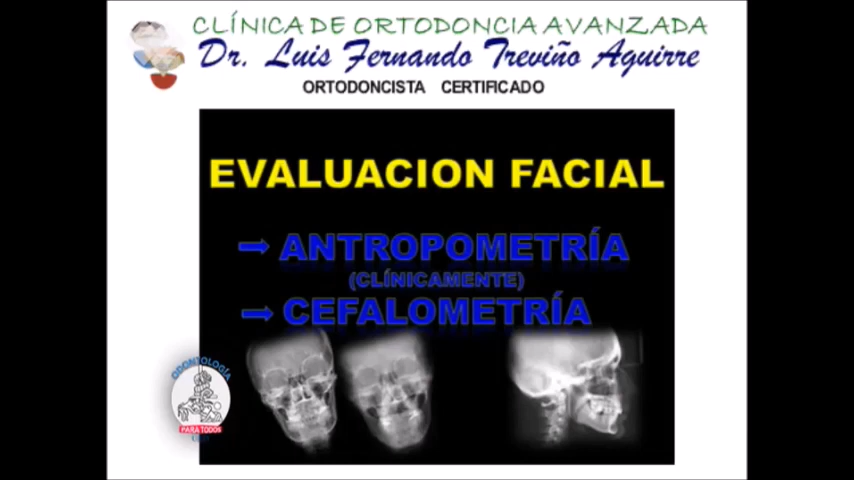 CLÍNICA DE ORTODONCIA AVANZADA
Dr. Luis Fernando Treviño Aguirre
ORTODONCISTA CERTIFICADO
EVALUACION FACIAL
ANTROPOMETRÍA
(CLÍNICAMENTE)
CEFALOMETRÍA
ODONTOLOGÍA
PARA TODOS